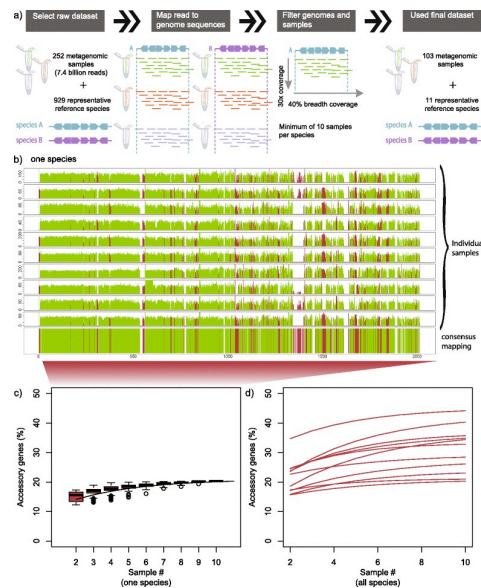 a)
Select raw dataset
Map read to
genome sequences
Filter genomes and
samples
Used final dataset
252 metagenomic
samples
(7.4 billion reads)
+
929 representative
reference species
species A
species B
A
B
A
30x coverage
40% breadth coverage
Minimum of 10 samples
per species
103 metagenomic
samples
+
11 representative
reference species
species A
species B
b)
one species
Individual
samples
consensus
mapping
0
500
1000
1500
2000
c)
d)
Accessory genes (%)
50
40
30
20
10
0
2 3 4 5 6 7 8 9 10
Sample #
(one species)
Accessory genes (%)
50
40
30
20
10
0
2 4 6 8 10
Sample #
(all species)